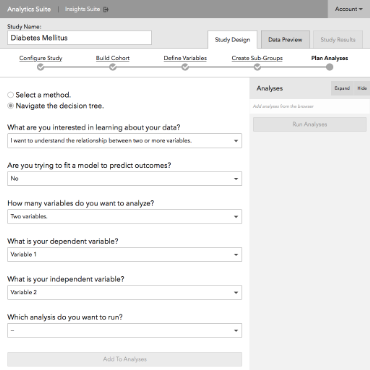 Analytics Suite | Insights Suite Account
Study Name:
Diabetes Mellitus
Study Design Data Preview Study Results
Configure Study Build Cohort Define Variables Create Sub-Groups Plan Analyses
Select a method.
Navigate the decision tree.
Analyses Expand Hide
Add analyses from the browser
Run Analyses
What are you interested in learning about your data?
I want to understand the relationship between two or more variables.
Are you trying to fit a model to predict outcomes?
No
How many variables do you want to analyze?
Two variables.
What is your dependent variable?
Variable 1
What is your independent variable?
Variable 2
Which analysis do you want to run?
--
Add To Analyses